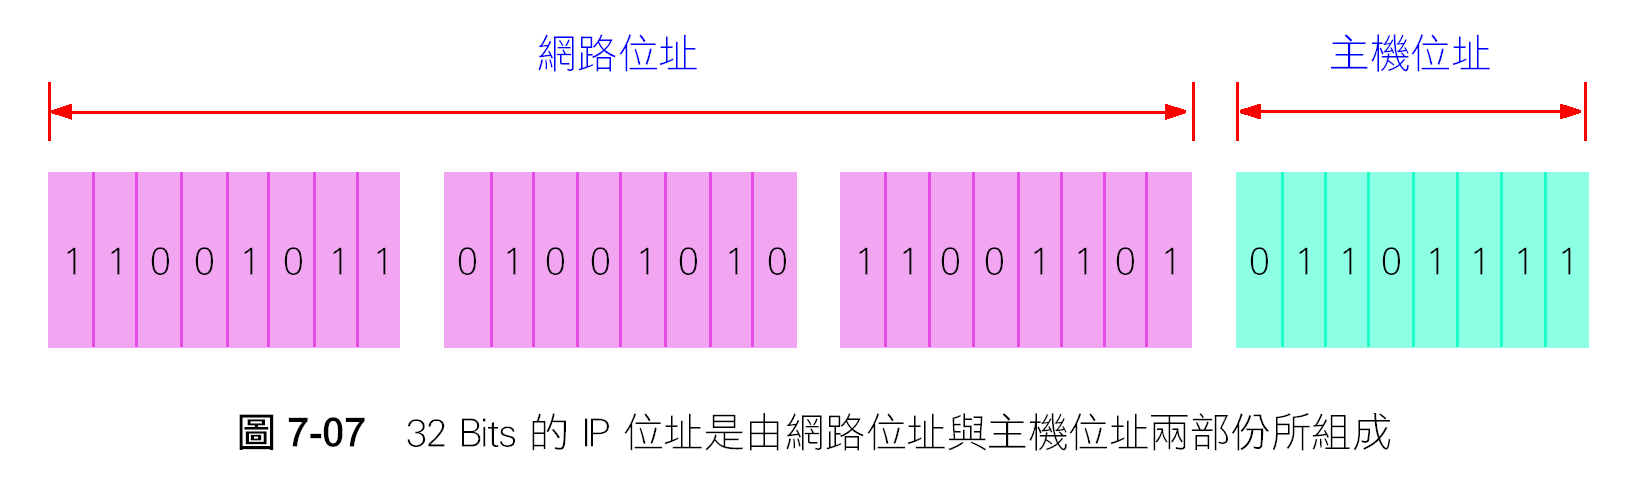 網路位址 主機位址
1 1 0 0 1 0 1 1 0 1 0 0 1 0 1 0 1 1 0 0 1 1 0 1 0 1 1 0 1 1 1 1
圖 7-07 32 Bits 的 IP 位址是由網路位址與主機位址兩部份所組成